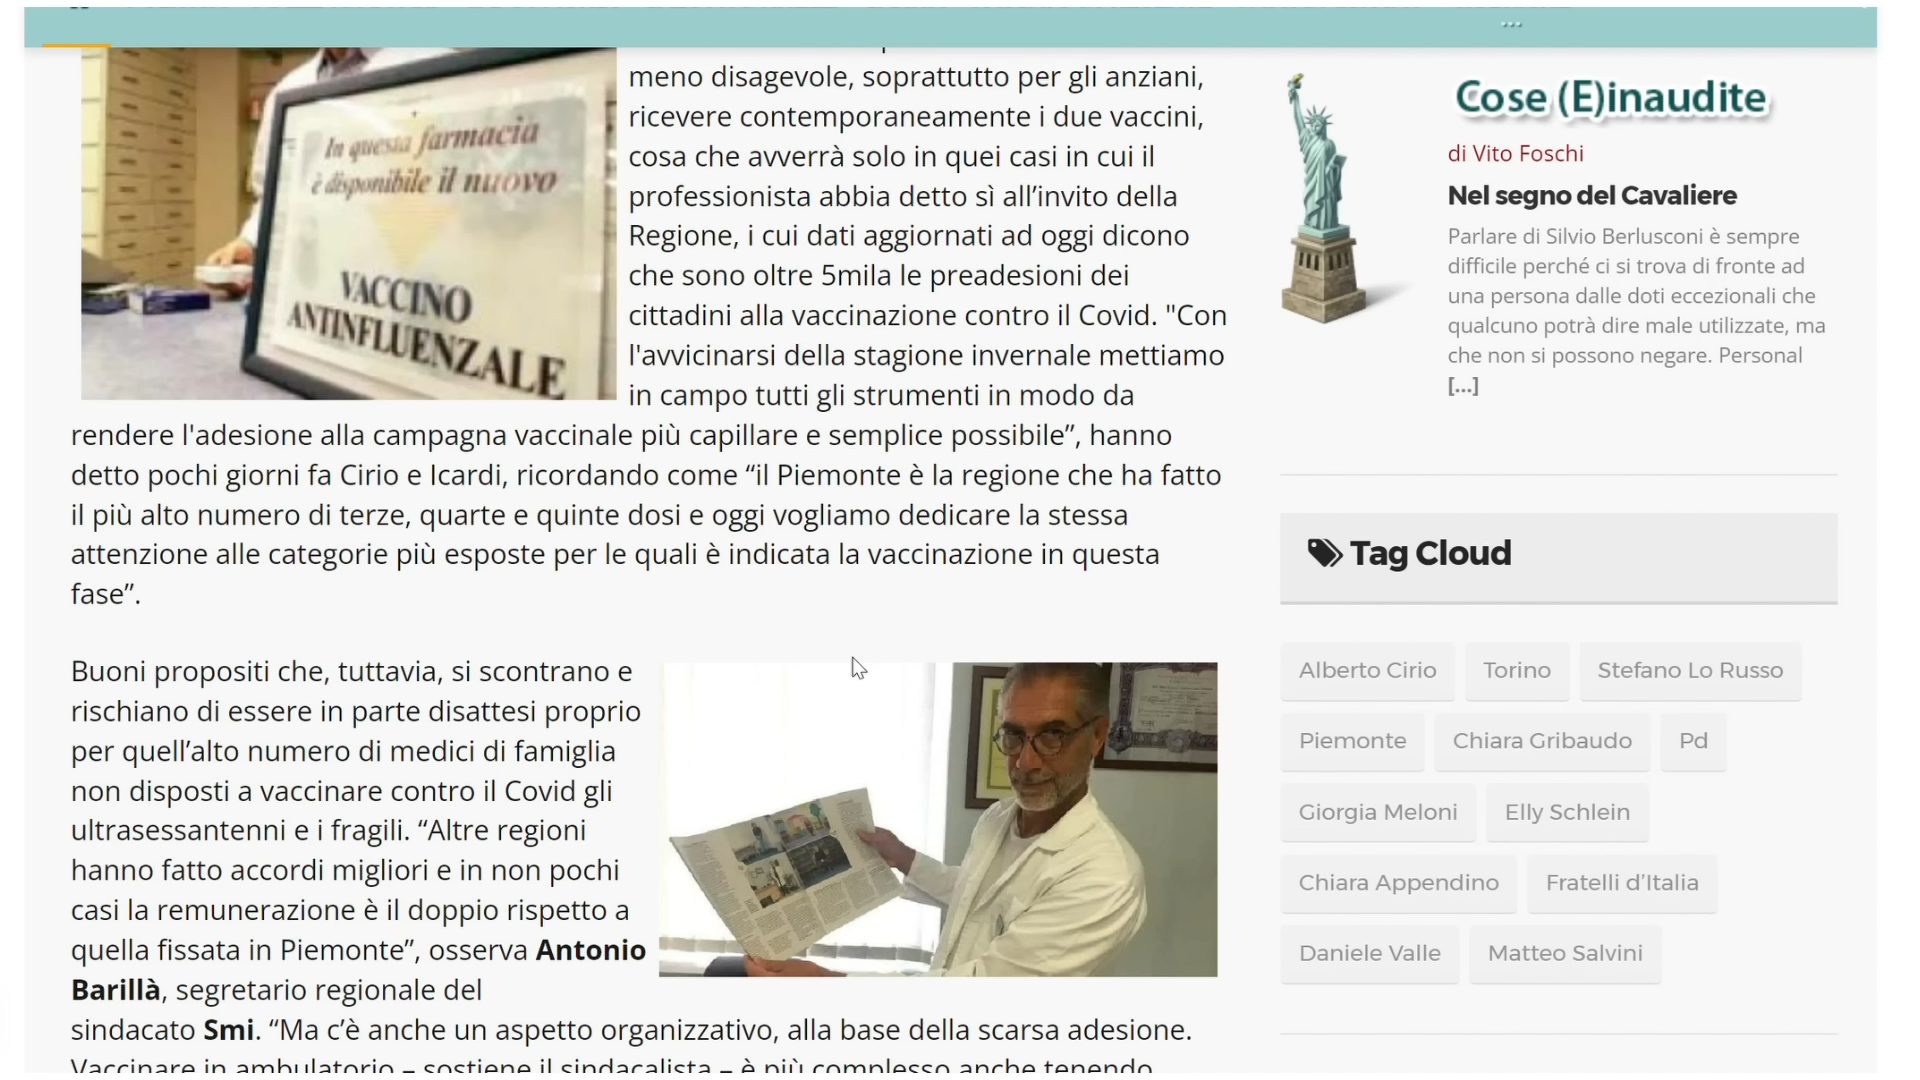 ...
In questa farmacia
è disponibile il nuovo
VACCINO
ANTINFLUENZALE
meno disagevole, soprattutto per gli anziani,
ricevere contemporaneamente i due vaccini,
cosa che avverrà solo in quei casi in cui il
professionista abbia detto sì all’invito della
Regione, i cui dati aggiornati ad oggi dicono
che sono oltre 5mila le preadesioni dei
cittadini alla vaccinazione contro il Covid. "Con
l'avvicinarsi della stagione invernale mettiamo
in campo tutti gli strumenti in modo da
rendere l'adesione alla campagna vaccinale più capillare e semplice possibile”, hanno
detto pochi giorni fa Cirio e Icardi, ricordando come “il Piemonte è la regione che ha fatto
il più alto numero di terze, quarte e quinte dosi e oggi vogliamo dedicare la stessa
attenzione alle categorie più esposte per le quali è indicata la vaccinazione in questa
fase”.
Buoni propositi che, tuttavia, si scontrano e
rischiano di essere in parte disattesi proprio
per quell’alto numero di medici di famiglia
non disposti a vaccinare contro il Covid gli
ultrasessantenni e i fragili. “Altre regioni
hanno fatto accordi migliori e in non pochi
casi la remunerazione è il doppio rispetto a
quella fissata in Piemonte”, osserva Antonio
Barillà, segretario regionale del
sindacato Smi. “Ma c’è anche un aspetto organizzativo, alla base della scarsa adesione.
Vaccinare in ambulatorio – sostiene il sindacalista – è più complesso anche tenendo
Cose (E)inaudite
di Vito Foschi
Nel segno del Cavaliere
Parlare di Silvio Berlusconi è sempre
difficile perché ci si trova di fronte ad
una persona dalle doti eccezionali che
qualcuno potrà dire male utilizzate, ma
che non si possono negare. Personal
[...]
Tag Cloud
Alberto Cirio Torino Stefano Lo Russo
Piemonte Chiara Gribaudo Pd
Giorgia Meloni Elly Schlein
Chiara Appendino Fratelli d’Italia
Daniele Valle Matteo Salvini